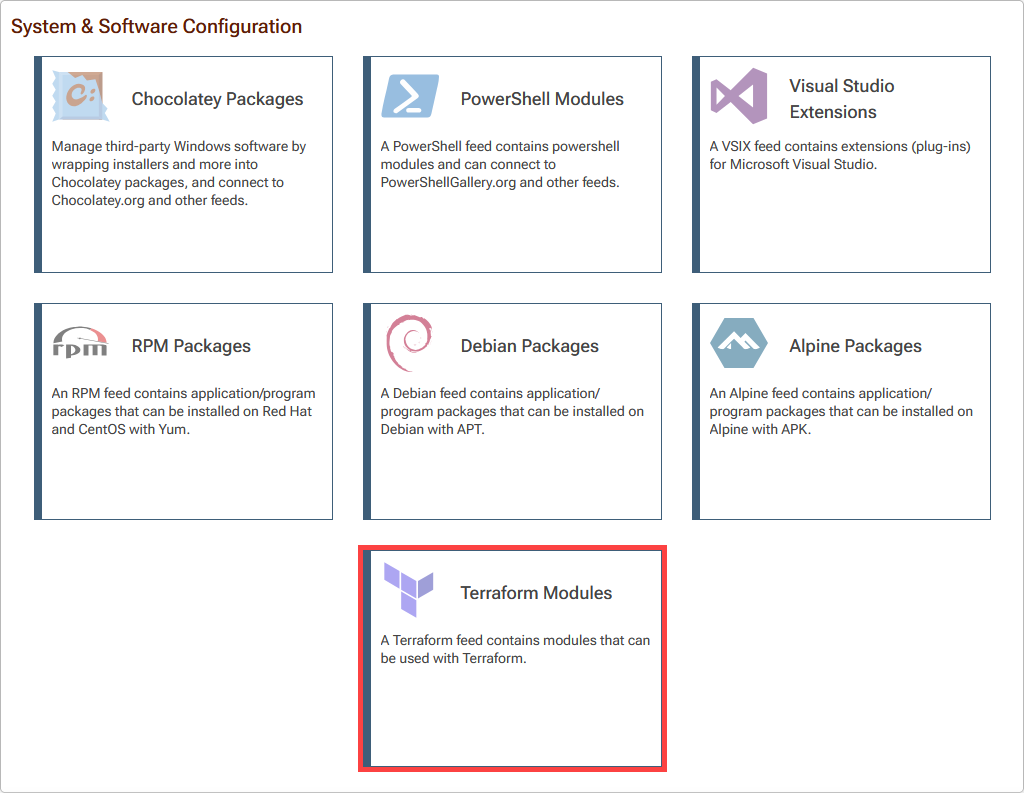 System & Software Configuration
Chocolatey Packages
Manage third-party Windows software by
wrapping installers and more into
Chocolatey packages, and connect to
Chocolatey.org and other feeds.
PowerShell Modules
A PowerShell feed contains powershell
modules and can connect to
PowerShellGallery.org and other feeds.
Visual Studio
Extensions
A VSIX feed contains extensions (plug-ins)
for Microsoft Visual Studio.
rpm
RPM Packages
An RPM feed contains application/program
packages that can be installed on Red Hat
and CentOS with Yum.
Debian Packages
A Debian feed contains application/
program packages that can be installed on
Debian with APT.
Alpine Packages
An Alpine feed contains application/
program packages that can be installed on
Alpine with APK.
Terraform Modules
A Terraform feed contains modules that can
be used with Terraform.